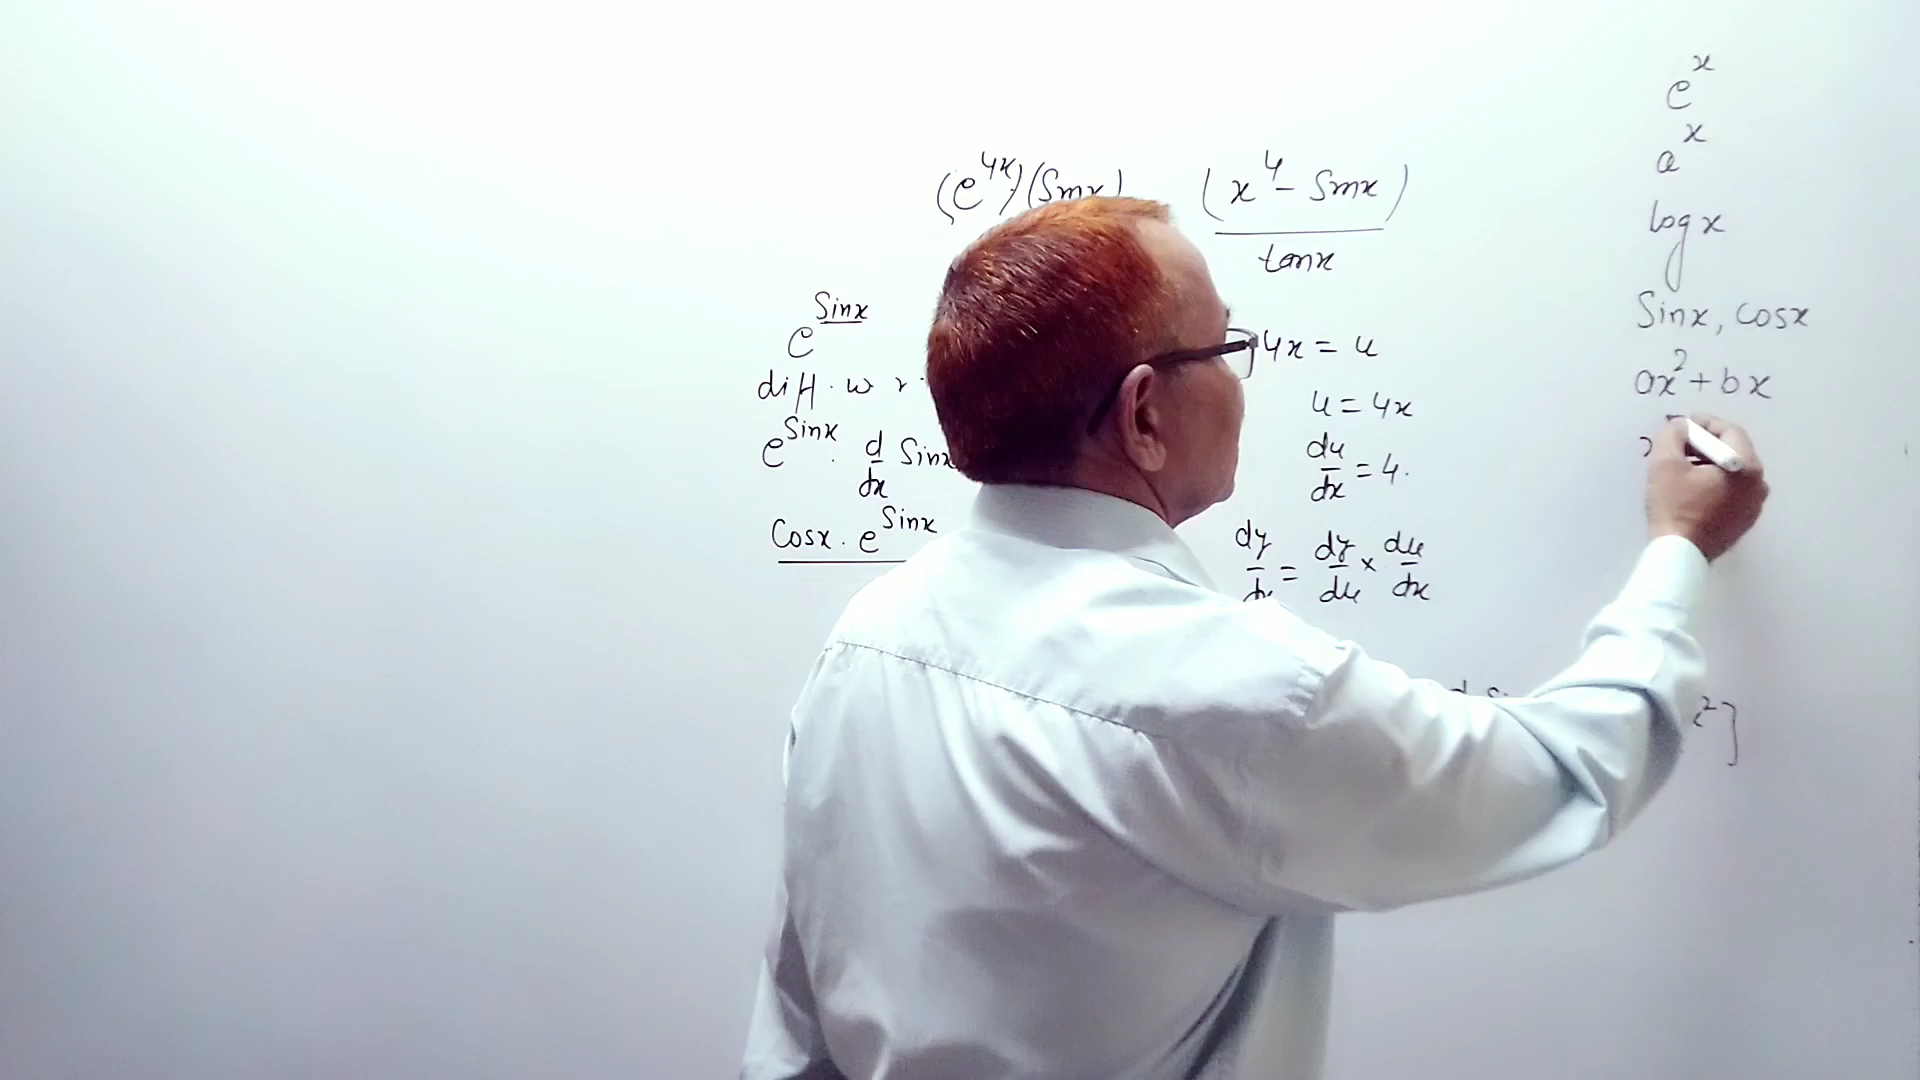 (e^4x)(Sinx)
(x^4 - Sinx)
tanx
e^Sinx
diff. w r
e^Sinx . d/dx Sinx
Cosx . e^Sinx
4x = u
u = 4x
du/dx = 4.
dy/dx = dy/du × du/dx
e^x
a^x
log x
Sinx, Cosx
ax^2 + bx
x^2]